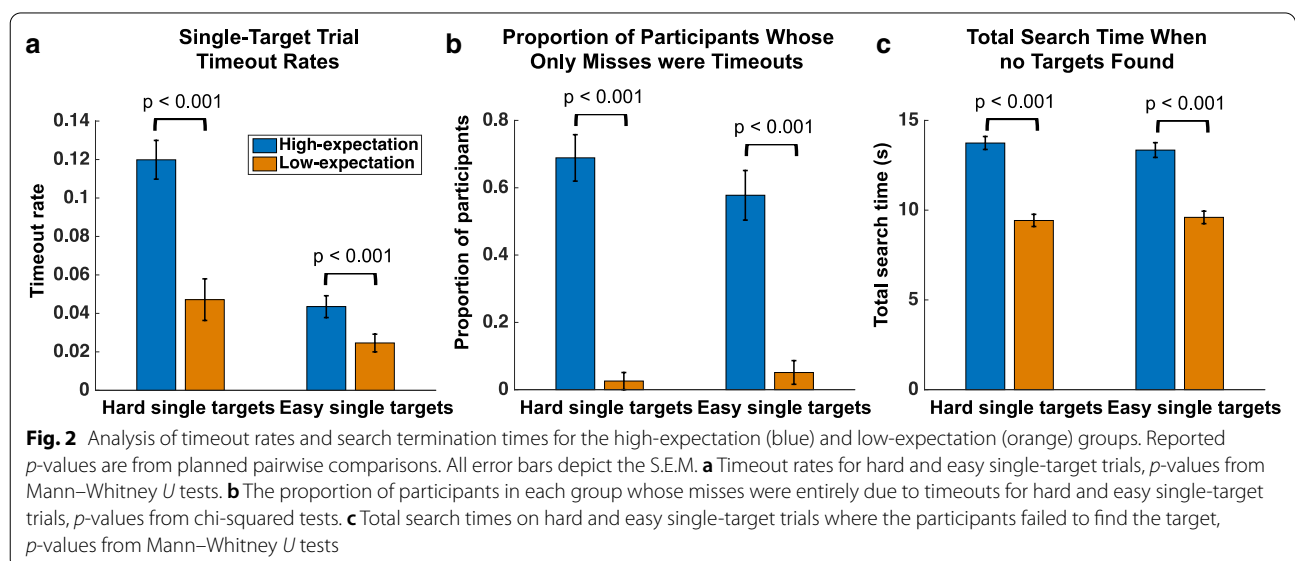 a
Single-Target Trial
Timeout Rates
p < 0.001
0.14
0.12
0.1
0.08
0.06
0.04
0.02
0
Timeout rate
High-expectation
Low-expectation
p < 0.001
Hard single targets Easy single targets
b
Proportion of Participants Whose
Only Misses were Timeouts
p < 0.001
p < 0.001
0.8
0.6
0.4
0.2
0
Proportion of participants
Hard single targets Easy single targets
c
Total Search Time When
no Targets Found
p < 0.001
p < 0.001
15
10
5
0
Total search time (s)
Hard single targets Easy single targets
Fig. 2 Analysis of timeout rates and search termination times for the high-expectation (blue) and low-expectation (orange) groups. Reported
p-values are from planned pairwise comparisons. All error bars depict the S.E.M. a Timeout rates for hard and easy single-target trials, p-values from
Mann–Whitney U tests. b The proportion of participants in each group whose misses were entirely due to timeouts for hard and easy single-target
trials, p-values from chi-squared tests. c Total search times on hard and easy single-target trials where the participants failed to find the target,
p-values from Mann–Whitney U tests